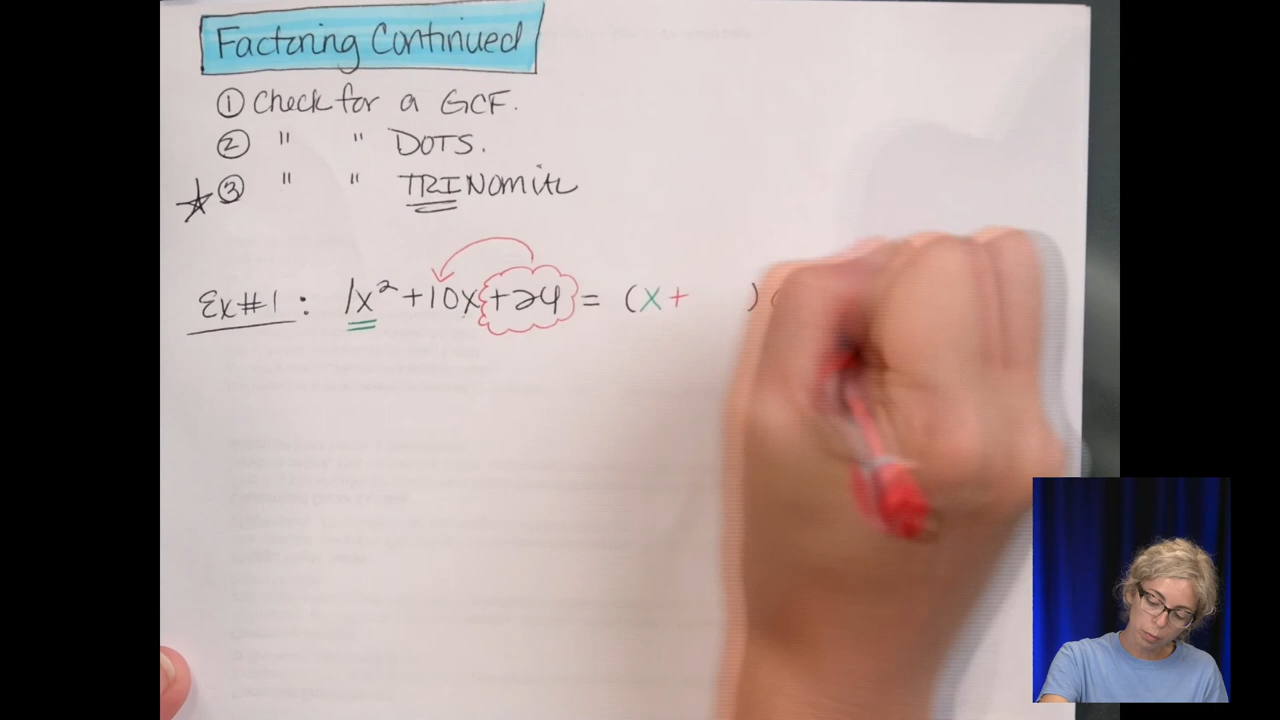 Factoring Continued
① Check for a GCF.
② " " DOTS.
③ " " TRINomial
Ex#1: 1x² + 10x + 24 = (x + ) (